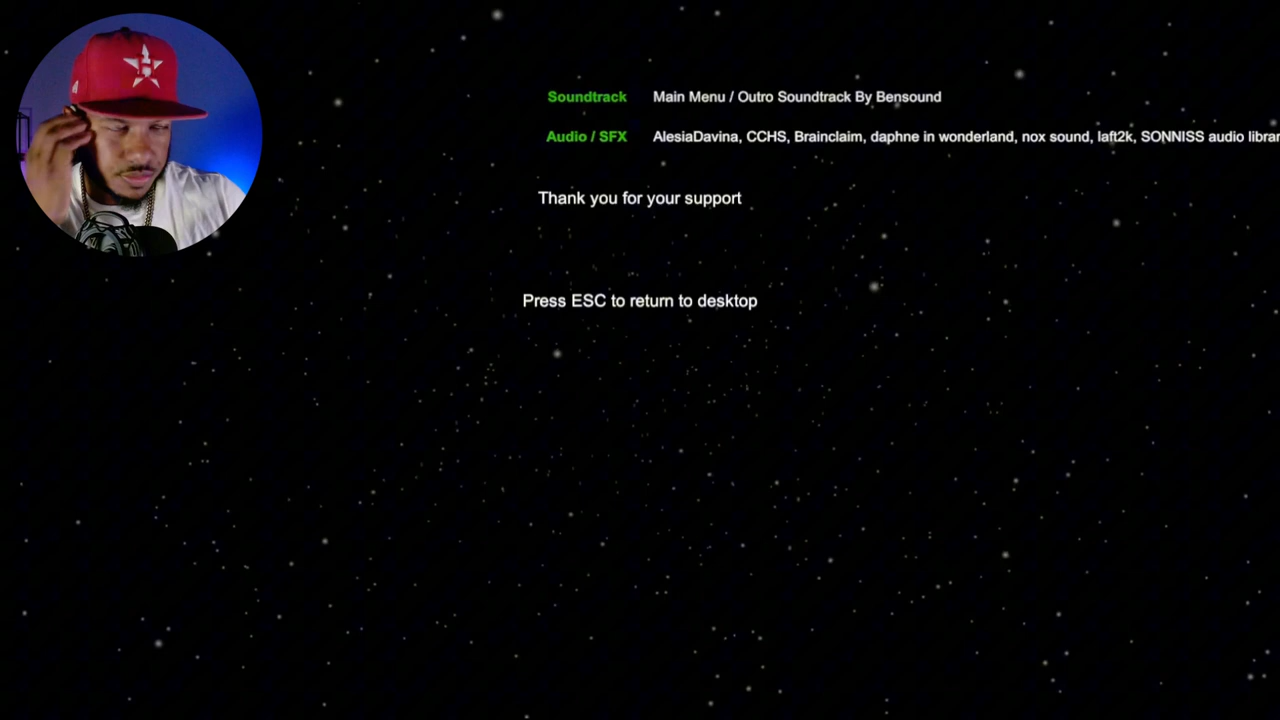 Soundtrack Main Menu / Outro Soundtrack By Bensound
Audio / SFX AlesiaDavina, CCHS, Brainclaim, daphne in wonderland, nox sound, laft2k, SONNISS audio librar
Thank you for your support
Press ESC to return to desktop